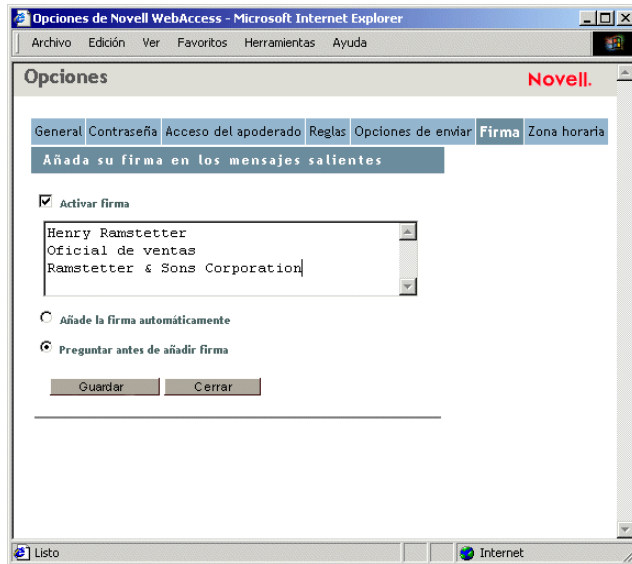 Opciones de Novell WebAccess - Microsoft Internet Explorer
Archivo Edición Ver Favoritos Herramientas Ayuda
Opciones
Novell.
General Contraseña Acceso del apoderado Reglas Opciones de enviar Firma Zona horaria
Añada su firma en los mensajes salientes
Activar firma
Henry Ramstetter
Oficial de ventas
Ramstetter & Sons Corporation
Añade la firma automáticamente
Preguntar antes de añadir firma
Guardar Cerrar
Listo Internet